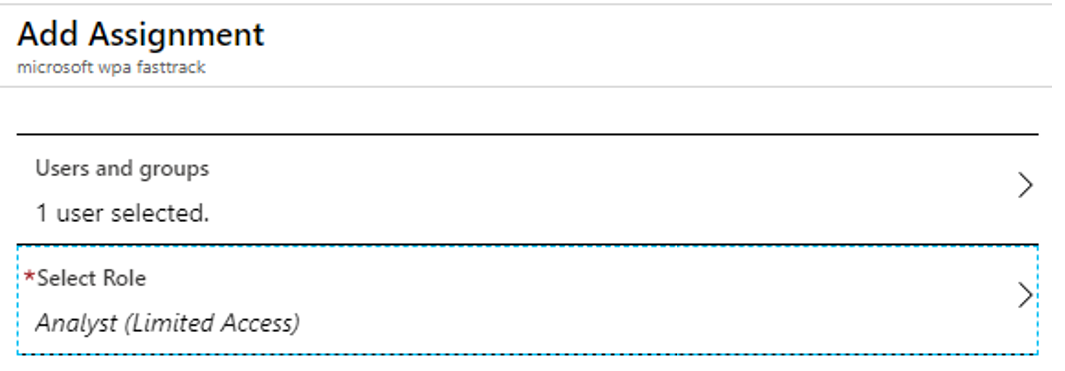 Add Assignment
microsoft wpa fasttrack
Users and groups
1 user selected.
*Select Role
Analyst (Limited Access)